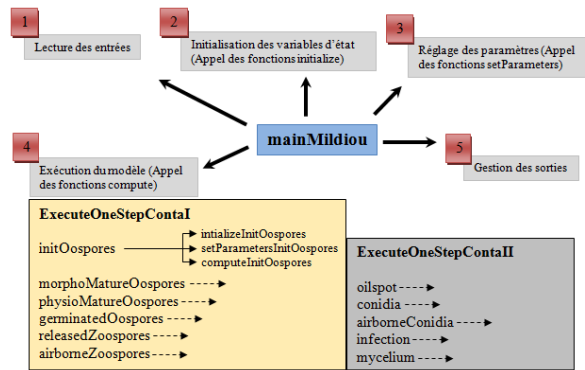 1
Lecture des entrées
2
Initialisation des variables d'état
(Appel des fonctions initialize)
3
Réglage des paramètres (Appel
des fonctions setParameters)
mainMildiou
4
Exécution du modèle (Appel
des fonctions compute)
5
Gestion des sorties
ExecuteOneStepContaI
initOospores
intializeInitOospores
setParametersInitOospores
computeInitOospores
morphoMatureOospores
physioMatureOospores
germinatedOospores
releasedZoospores
airborneZoospores
ExecuteOneStepContaII
oilspot
conidia
airborneConidia
infection
mycelium